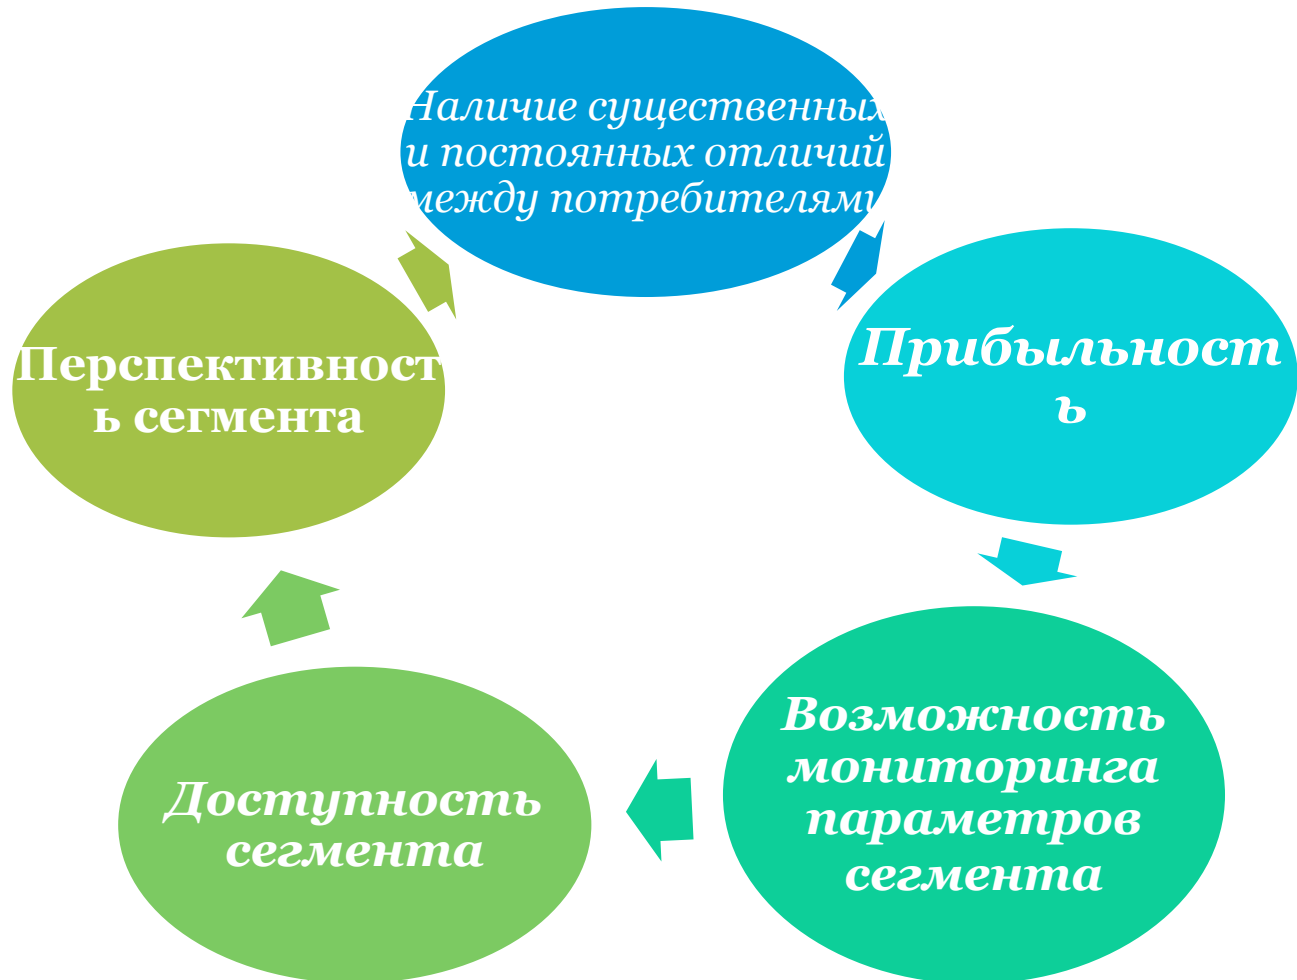 Наличие существенных
и постоянных отличий
между потребителями
Прибыльност
ь
Возможность
мониторинга
параметров
сегмента
Доступность
сегмента
Перспективност
ь сегмента